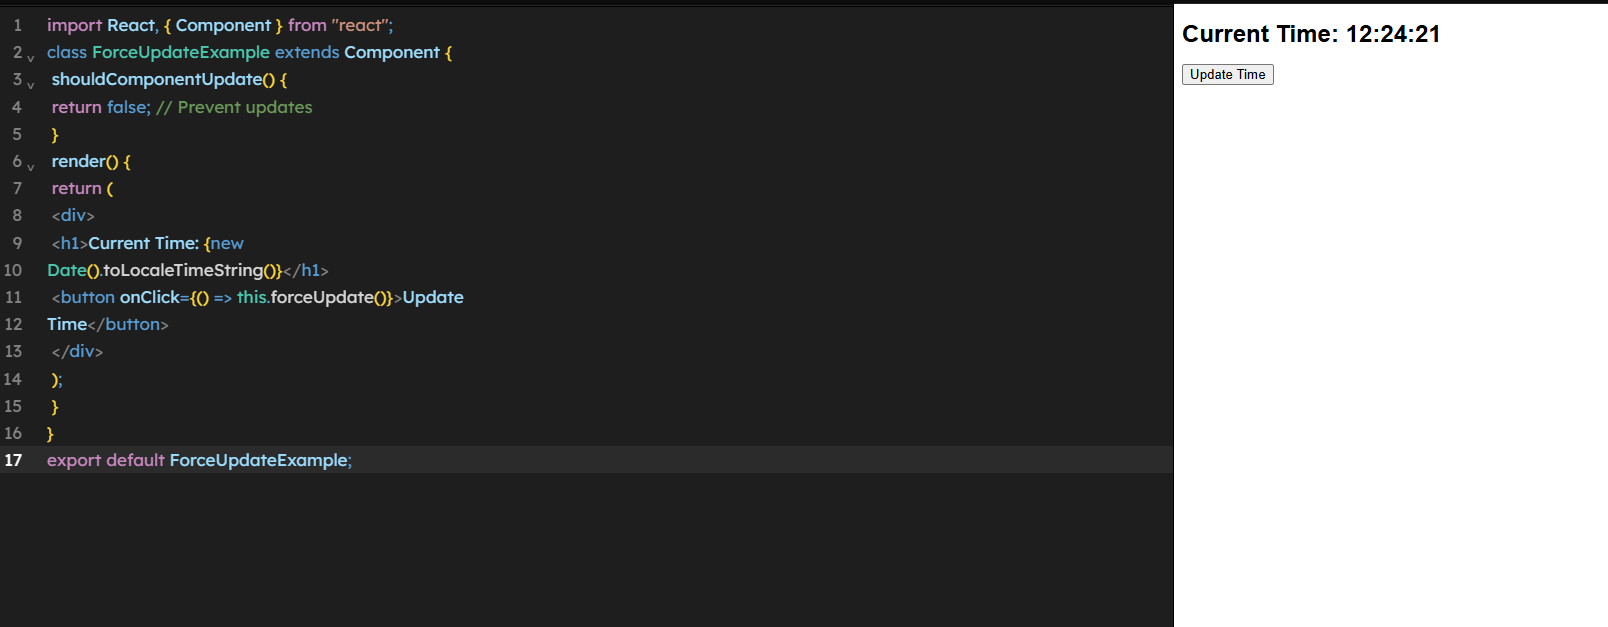 1 import React, { Component } from "react";
2 v class ForceUpdateExample extends Component {
3 v shouldComponentUpdate() {
4 return false; // Prevent updates
5 }
6 v render() {
7 return (
8 <div>
9 <h1>Current Time: {new
10 Date().toLocaleTimeString()}</h1>
11 <button onClick={() => this.forceUpdate()}>Update
12 Time</button>
13 </div>
14 );
15 }
16 }
17 export default ForceUpdateExample;
Current Time: 12:24:21
Update Time